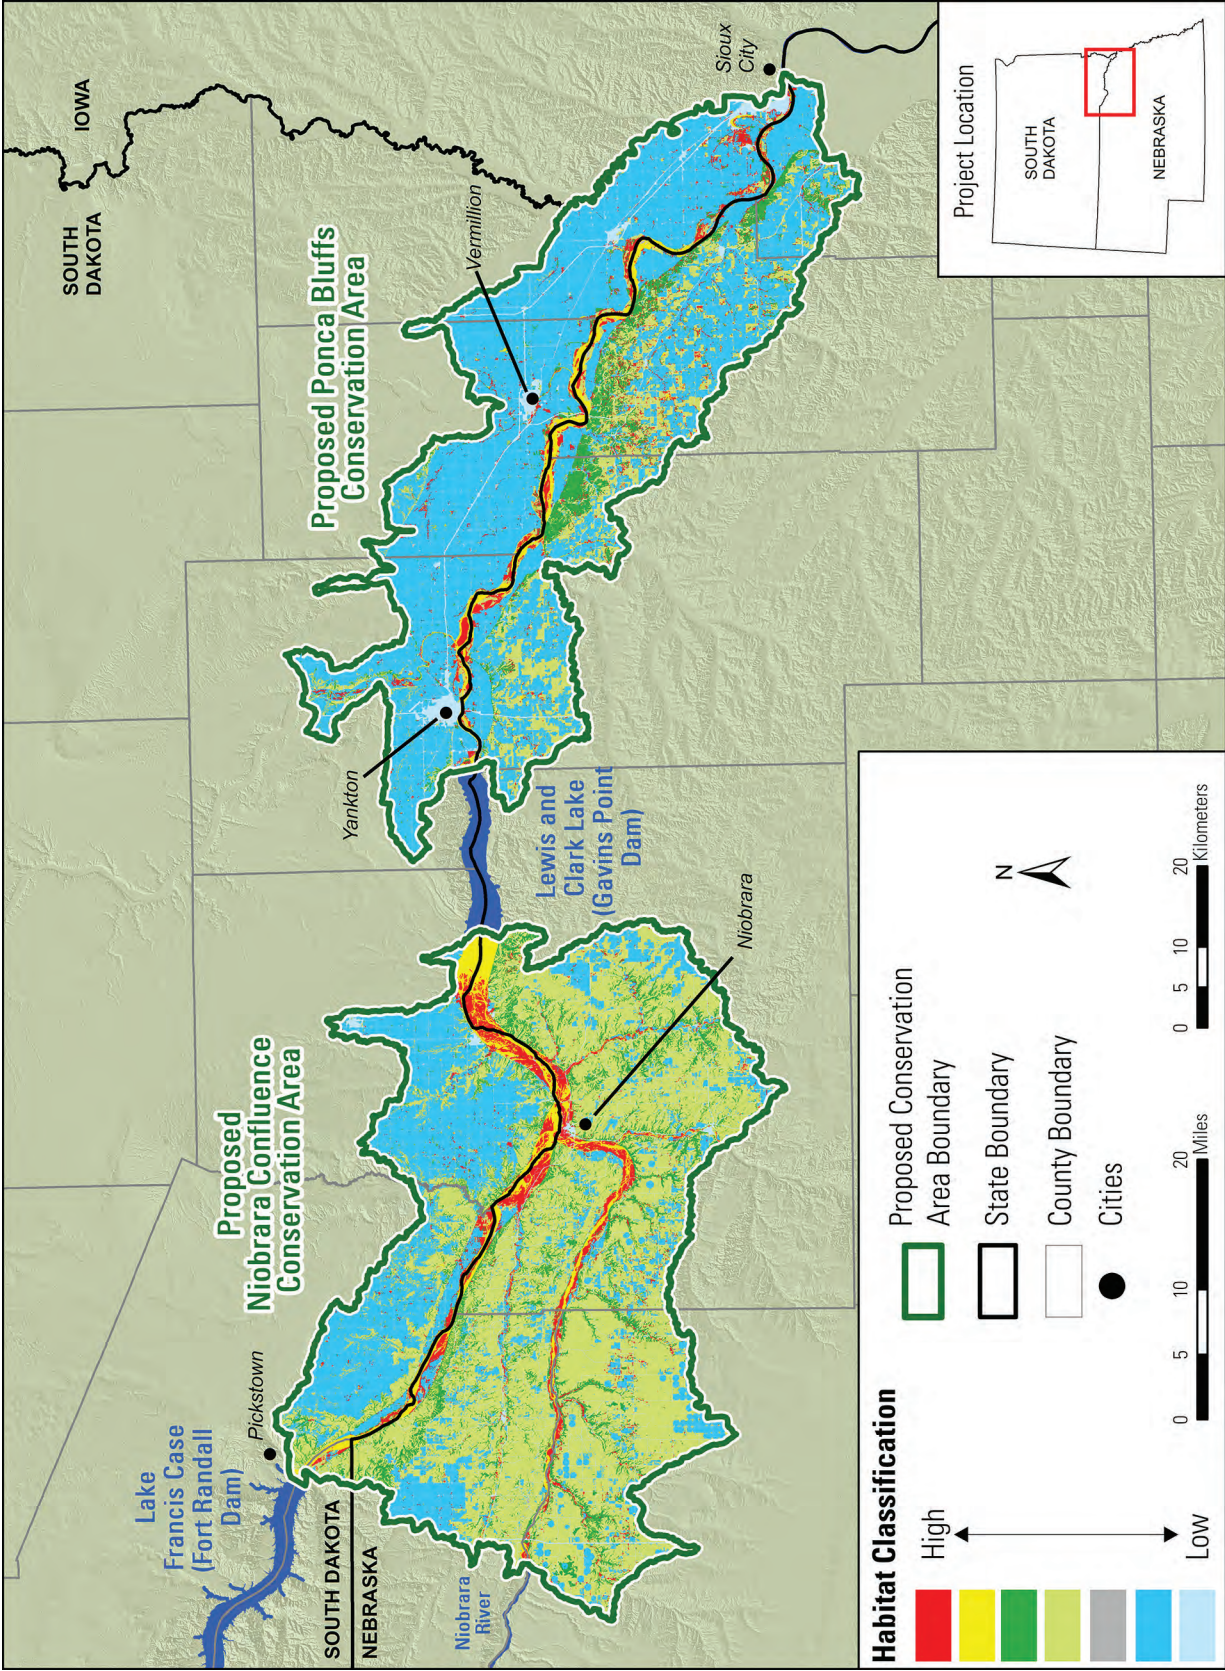 Lake
Francis Case
(Fort Randall
Dam)
Pickstown
SOUTH DAKOTA
NEBRASKA
Niobrara
River
Proposed
Niobrara Confluence
Conservation Area
Niobrara
Lewis and
Clark Lake
(Gavins Point
Dam)
Yankton
Proposed Ponca Bluffs
Conservation Area
Vermillion
SOUTH
DAKOTA
IOWA
Sioux
City
Habitat Classification
High
Low
Proposed Conservation
Area Boundary
State Boundary
County Boundary
Cities
N
0 5 10 20
Miles
0 5 10 20
Kilometers
Project Location
SOUTH
DAKOTA
NEBRASKA